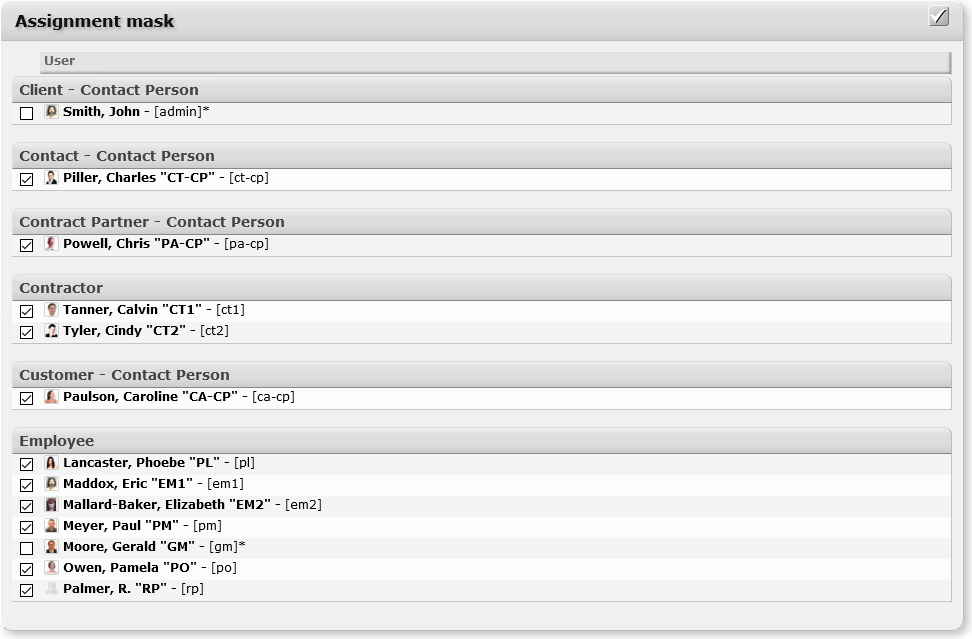 Assignment mask
User
Client - Contact Person
Smith, John - [admin]*
Contact - Contact Person
Piller, Charles "CT-CP" - [ct-cp]
Contract Partner - Contact Person
Powell, Chris "PA-CP" - [pa-cp]
Contractor
Tanner, Calvin "CT1" - [ct1]
Tyler, Cindy "CT2" - [ct2]
Customer - Contact Person
Paulson, Caroline "CA-CP" - [ca-cp]
Employee
Lancaster, Phoebe "PL" - [pl]
Maddox, Eric "EM1" - [em1]
Mallard-Baker, Elizabeth "EM2" - [em2]
Meyer, Paul "PM" - [pm]
Moore, Gerald "GM" - [gm]*
Owen, Pamela "PO" - [po]
Palmer, R. "RP" - [rp]